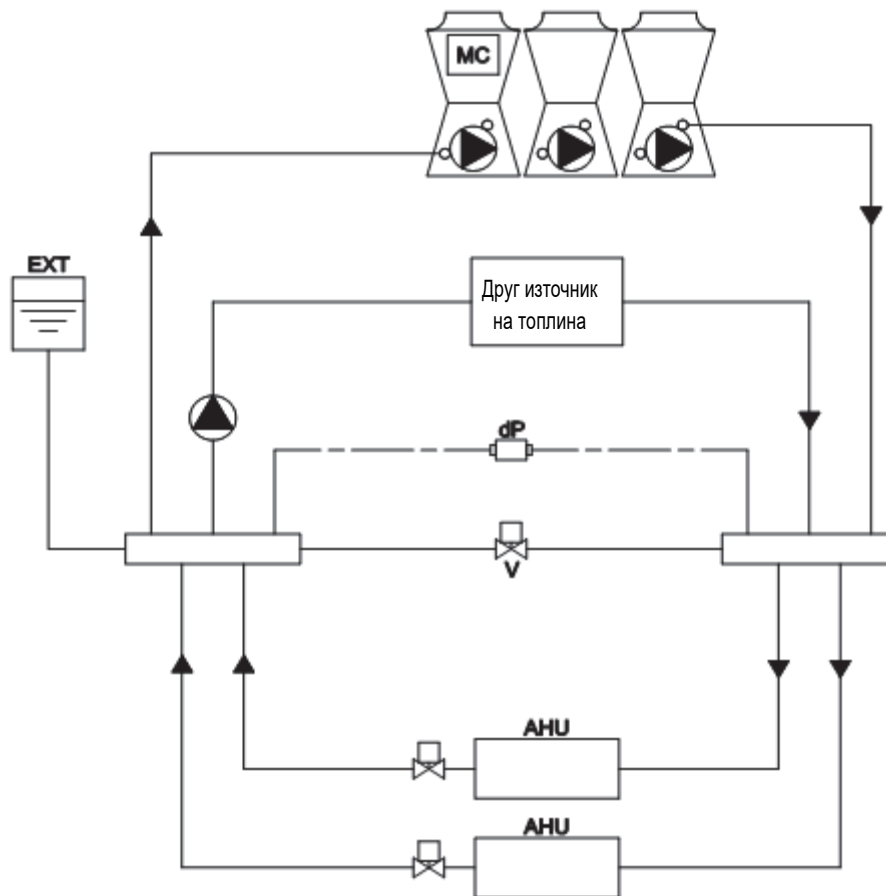 MC
EXT
Друг източник
на топлина
dP
V
AHU
AHU